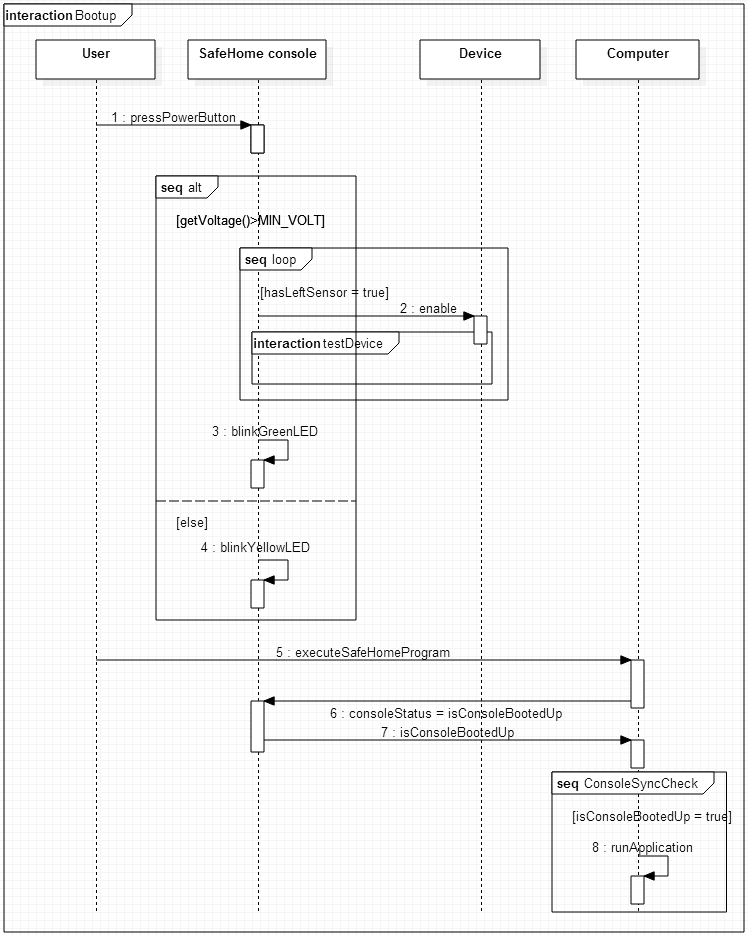 interaction Bootup
User
SafeHome console
Device
Computer
1 : pressPowerButton
seq alt
[getVoltage()>MIN_VOLT]
seq loop
[hasLeftSensor = true]
2 : enable
interaction testDevice
3 : blinkGreenLED
[else]
4 : blinkYellowLED
5 : executeSafeHomeProgram
6 : consoleStatus = isConsoleBootedUp
7 : isConsoleBootedUp
seq ConsoleSyncCheck
[isConsoleBootedUp = true]
8 : runApplication